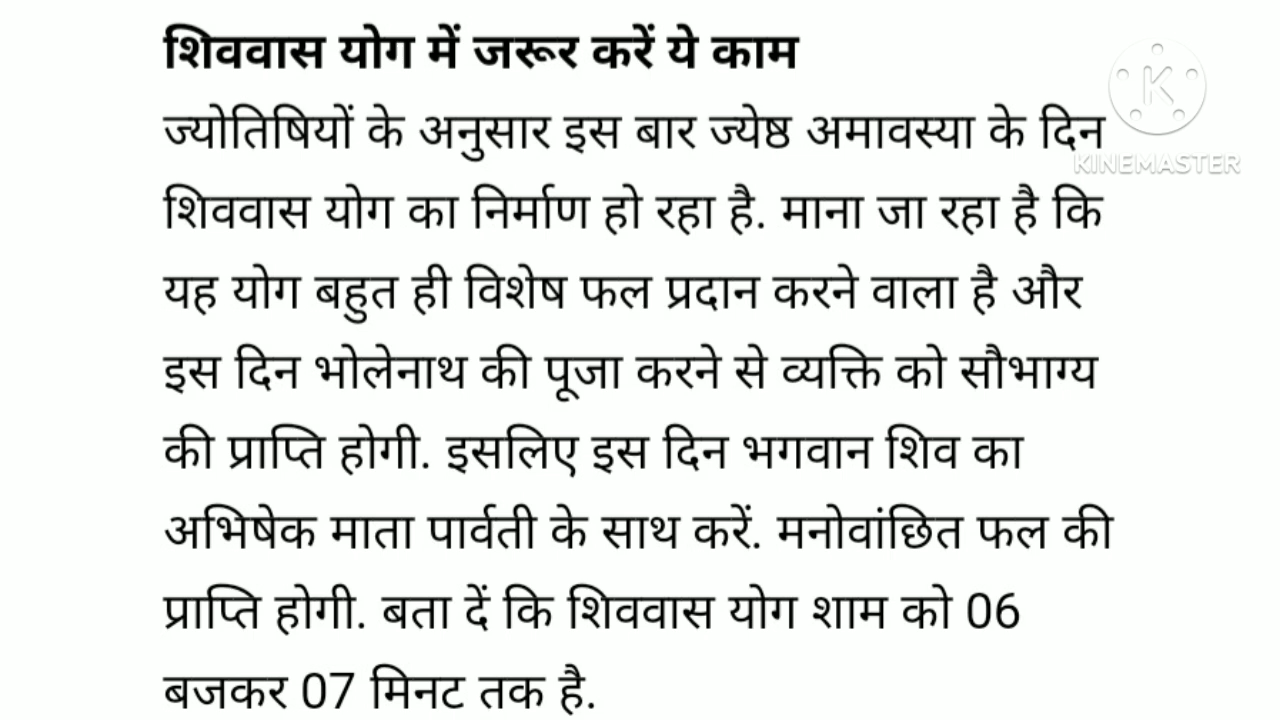 शिववास योग में जरूर करें ये काम
ज्योतिषियों के अनुसार इस बार ज्येष्ठ अमावस्या के दिन
शिववास योग का निर्माण हो रहा है. माना जा रहा है कि
यह योग बहुत ही विशेष फल प्रदान करने वाला है और
इस दिन भोलेनाथ की पूजा करने से व्यक्ति को सौभाग्य
की प्राप्ति होगी. इसलिए इस दिन भगवान शिव का
अभिषेक माता पार्वती के साथ करें. मनोवांछित फल की
प्राप्ति होगी. बता दें कि शिववास योग शाम को 06
बजकर 07 मिनट तक है.
K
KINEMASTER